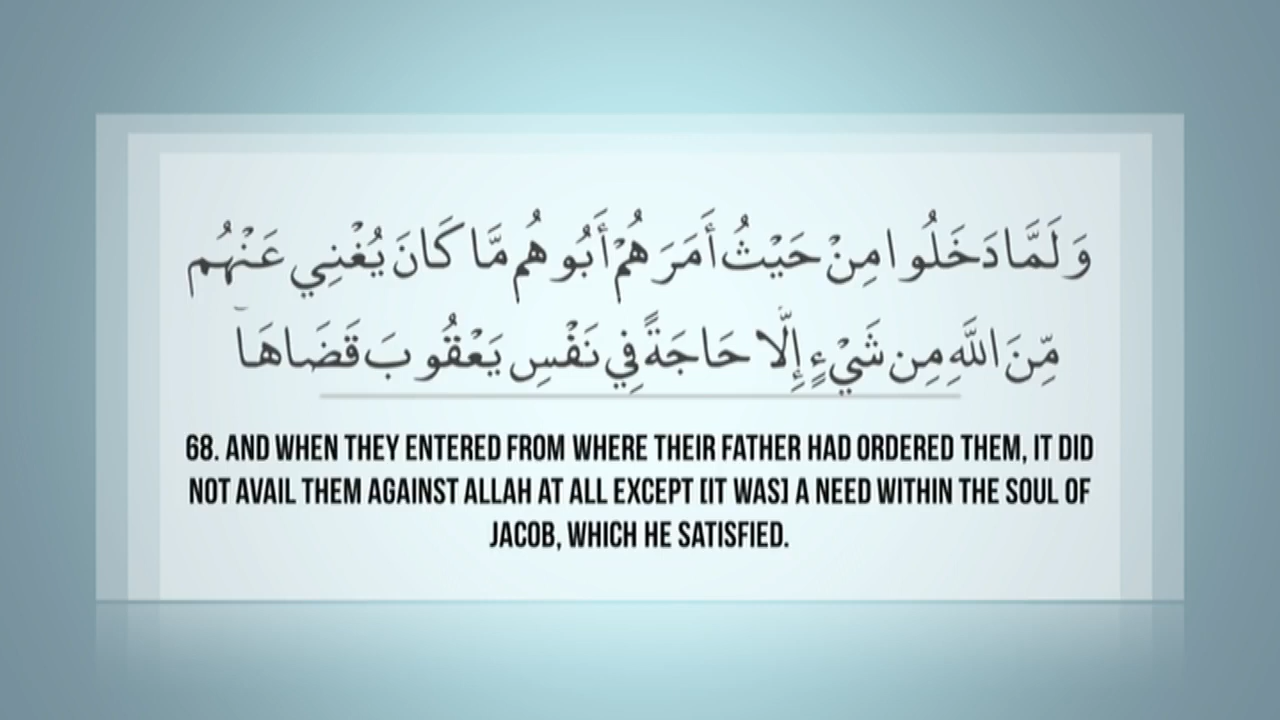 وَلَمَّا دَخَلُوا مِنْ حَيْثُ أَمَرَهُمْ أَبُوهُم مَّا كَانَ يُغْنِي عَنْهُم
مِّنَ اللَّهِ مِن شَيْءٍ إِلَّا حَاجَةً فِي نَفْسِ يَعْقُوبَ قَضَاهَا ۚ
68. AND WHEN THEY ENTERED FROM WHERE THEIR FATHER HAD ORDERED THEM, IT DID
NOT AVAIL THEM AGAINST ALLAH AT ALL EXCEPT [IT WAS] A NEED WITHIN THE SOUL OF
JACOB, WHICH HE SATISFIED.